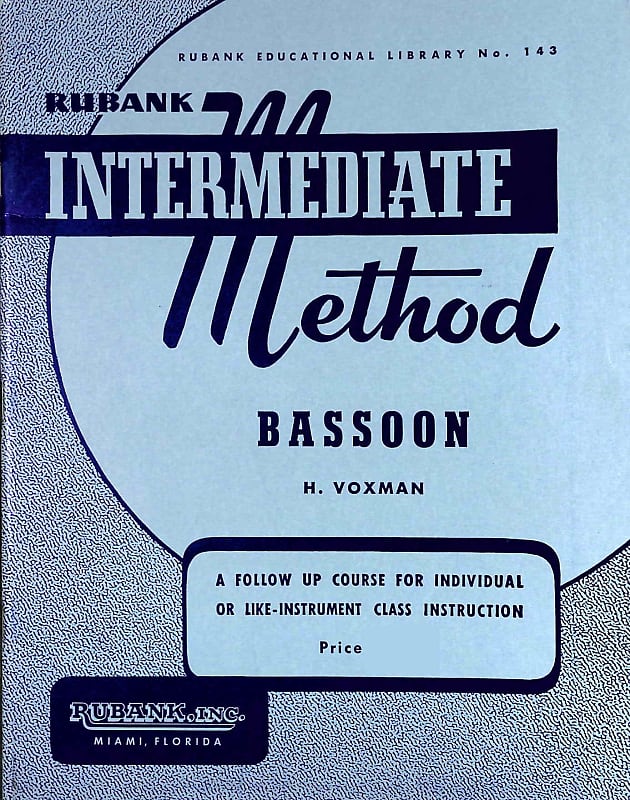 RUBANK EDUCATIONAL LIBRARY No. 143
RUBANK
INTERMEDIATE
Method
BASSOON
H. VOXMAN
A FOLLOW UP COURSE FOR INDIVIDUAL
OR LIKE-INSTRUMENT CLASS INSTRUCTION
Price
RUBANK, INC.
MIAMI, FLORIDA